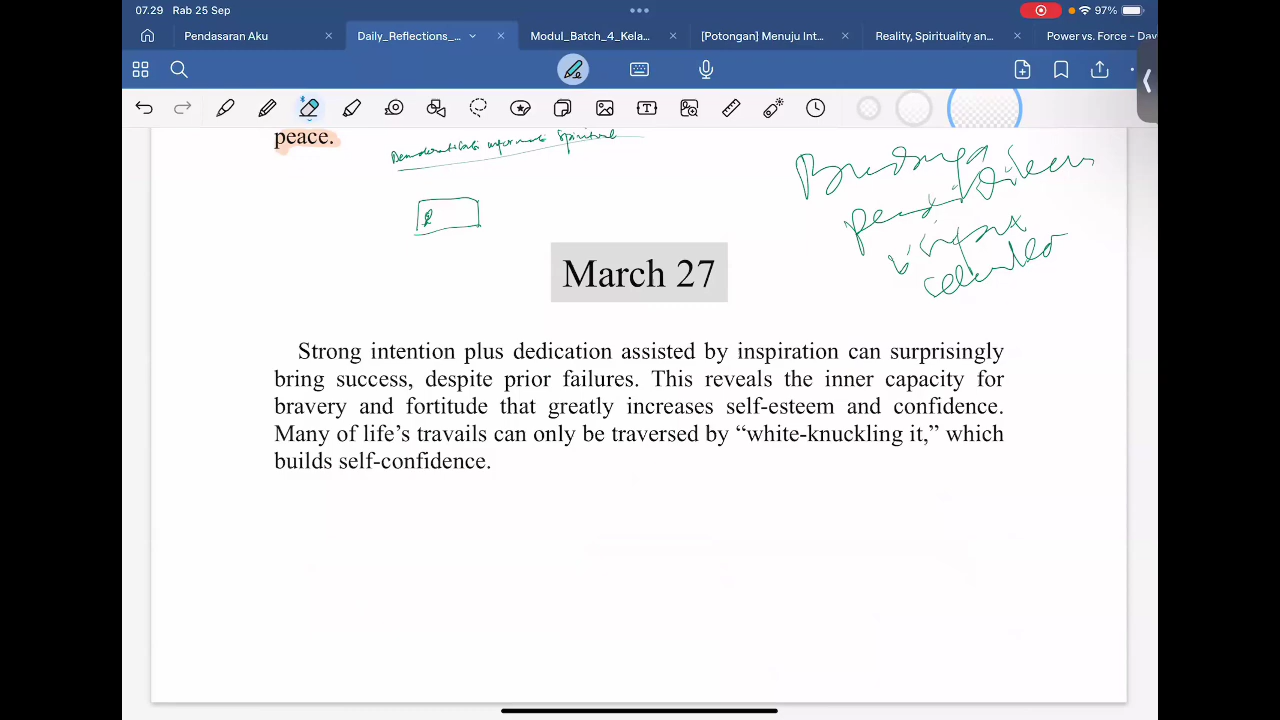 07.29 Rab 25 Sep
97%
Pendasaran Aku
Daily_Reflections_...
Modul_Batch_4_Kela...
[Potongan] Menuju Int...
Reality, Spirituality an...
Power vs. Force – Dav
peace.
spiritual
March 27
Strong intention plus dedication assisted by inspiration can surprisingly
bring success, despite prior failures. This reveals the inner capacity for
bravery and fortitude that greatly increases self-esteem and confidence.
Many of life’s travails can only be traversed by “white-knuckling it,” which
builds self-confidence.